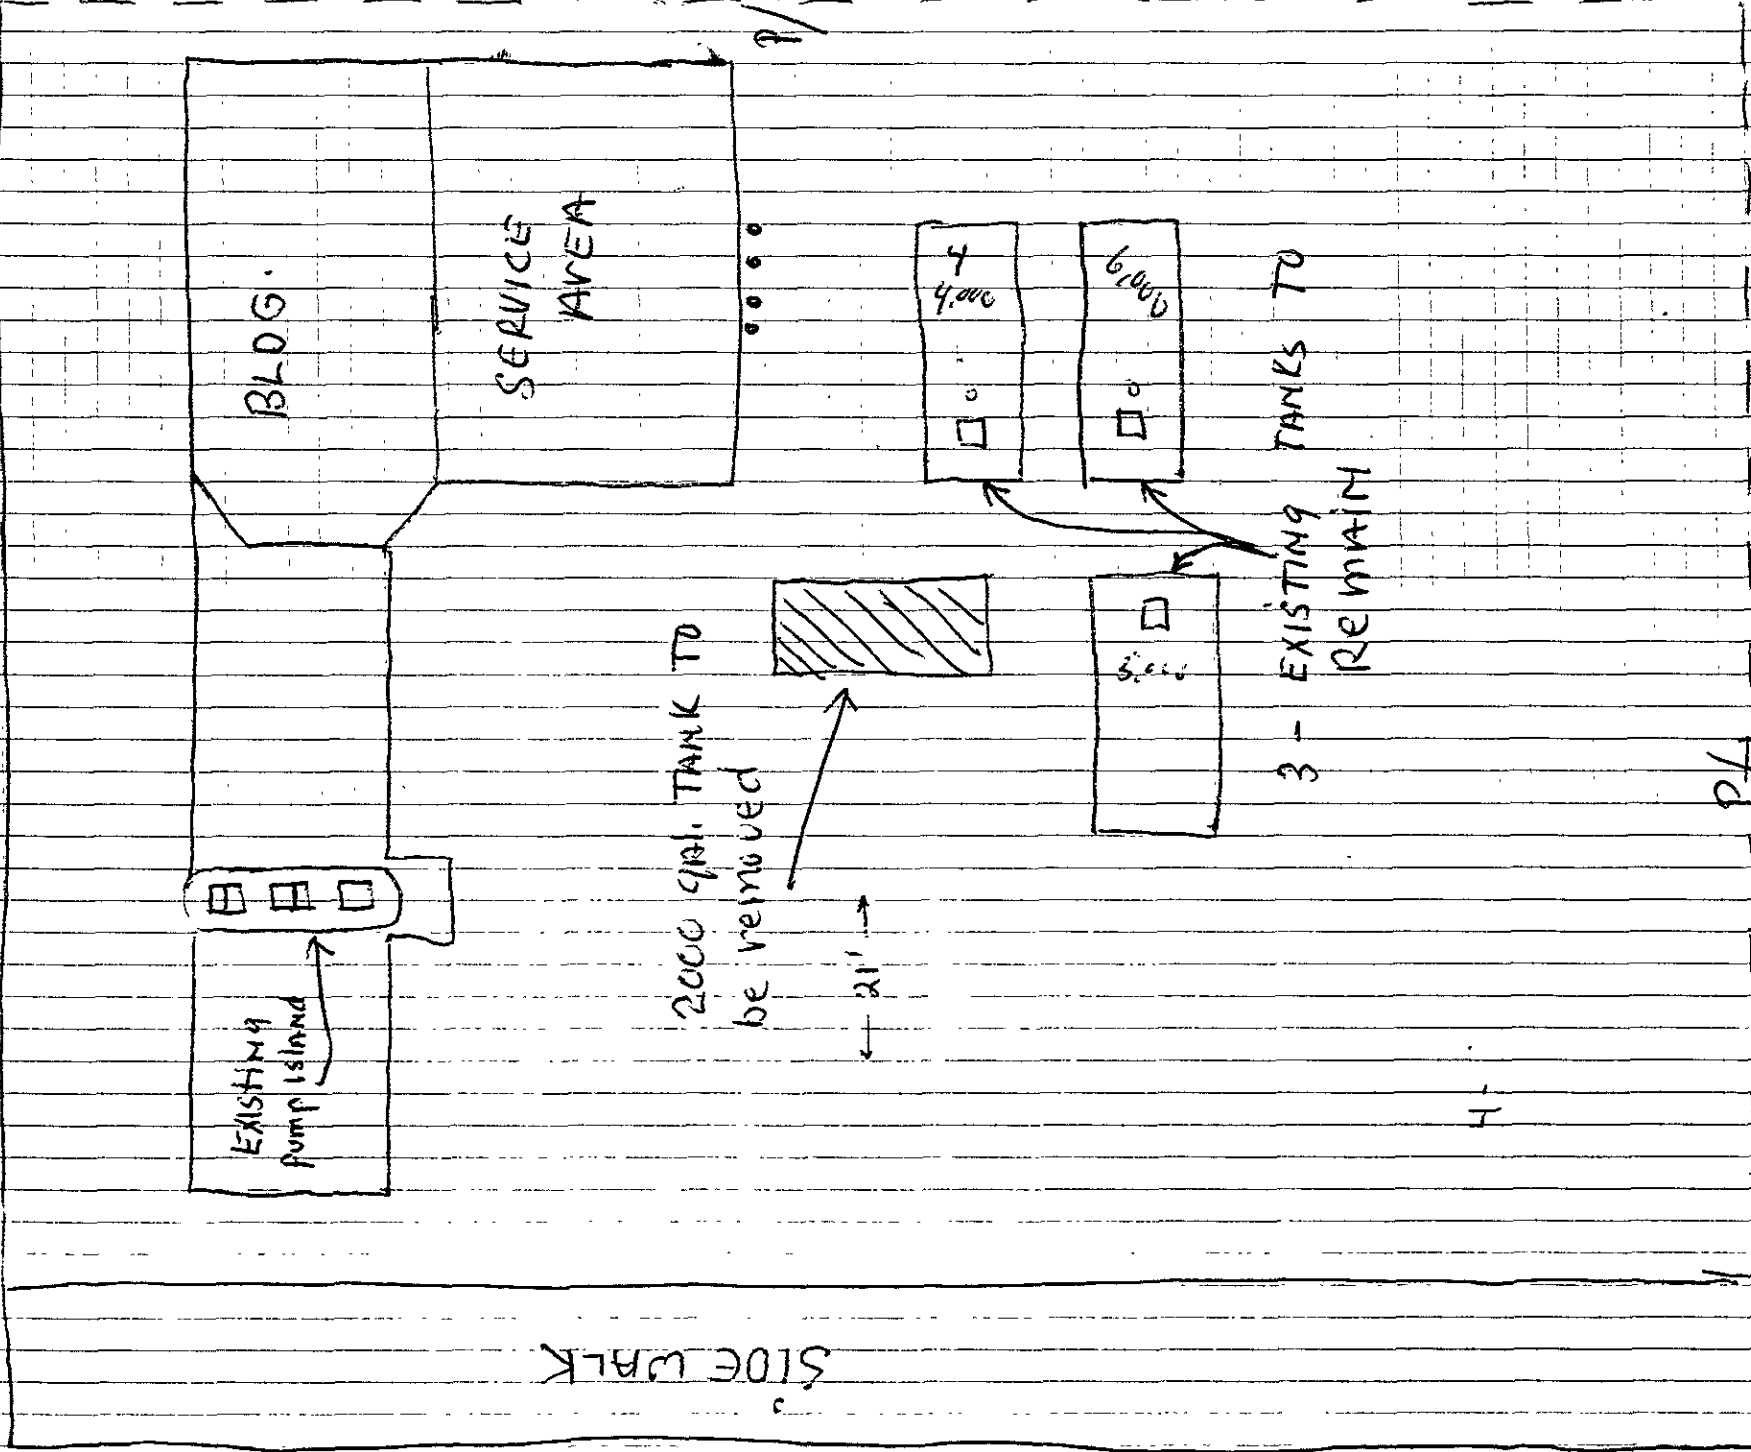 BLDG.
SERVICE
AREA
4
4,000
6,000
3 - EXISTING TANKS TO
REMAIN
2000 gAl. TANK TO
be removed
21'
EXISTING
pump island
PL
SIDE WALK